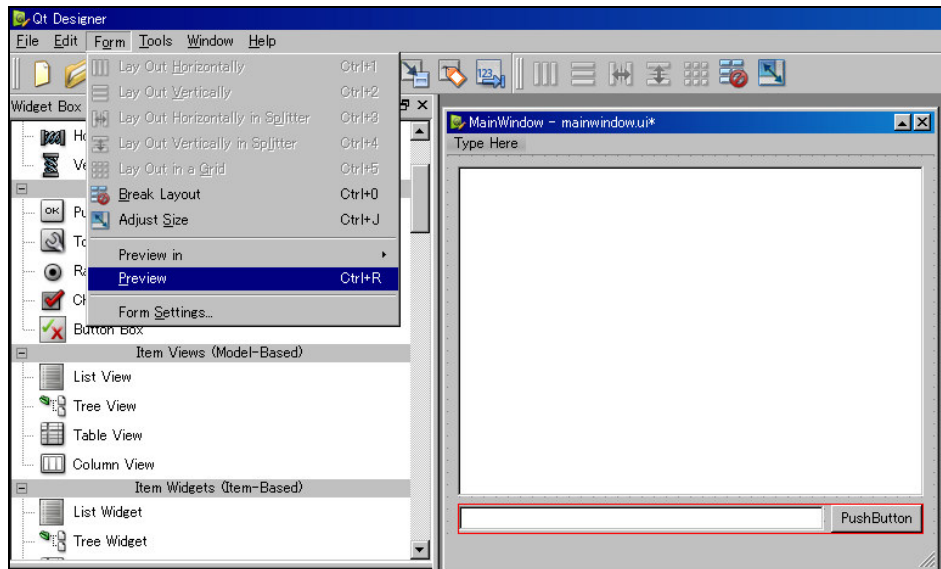 Qt Designer
File Edit Form Tools Window Help
Lay Out Horizontally Ctrl+1
Lay Out Vertically Ctrl+2
Lay Out Horizontally in Splitter Ctrl+3
Lay Out Vertically in Splitter Ctrl+4
Lay Out in a Grid Ctrl+5
Break Layout Ctrl+0
Adjust Size Ctrl+J
Preview in
Preview Ctrl+R
Form Settings...
123
Widget Box
OK
Button Box
Item Views (Model-Based)
List View
Tree View
Table View
Column View
Item Widgets (Item-Based)
List Widget
Tree Widget
MainWindow - mainwindow.ui*
Type Here
PushButton